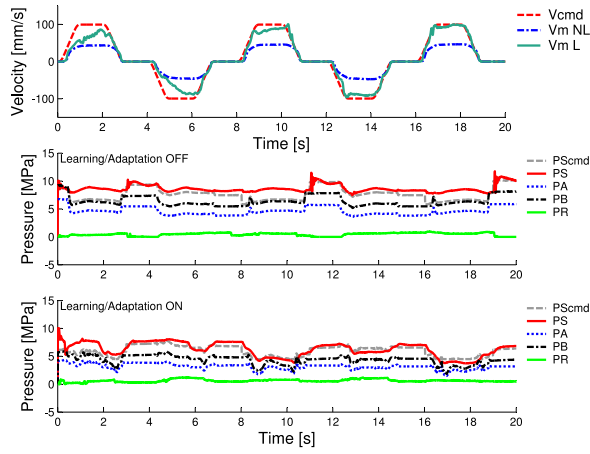 Velocity [mm/s]
100
0
-100
0 2 4 6 8 10 12 14 16 18 20
Time [s]
Vcmd
Vm NL
Vm L
Learning/Adaptation OFF
Pressure [MPa]
15
10
5
0
-5
0 2 4 6 8 10 12 14 16 18 20
PScmd
PS
PA
PB
PR
Learning/Adaptation ON
Pressure [MPa]
15
10
5
0
-5
0 2 4 6 8 10 12 14 16 18 20
Time [s]
PScmd
PS
PA
PB
PR